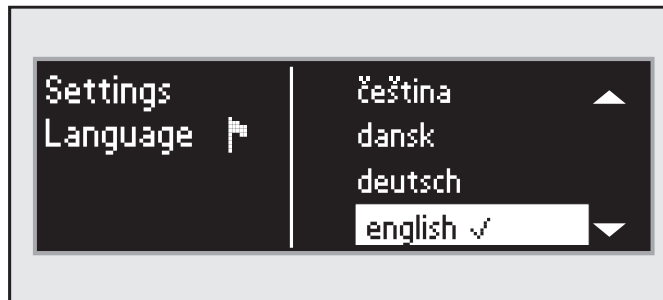 Settings
Language
čeština
dansk
deutsch
english ✓